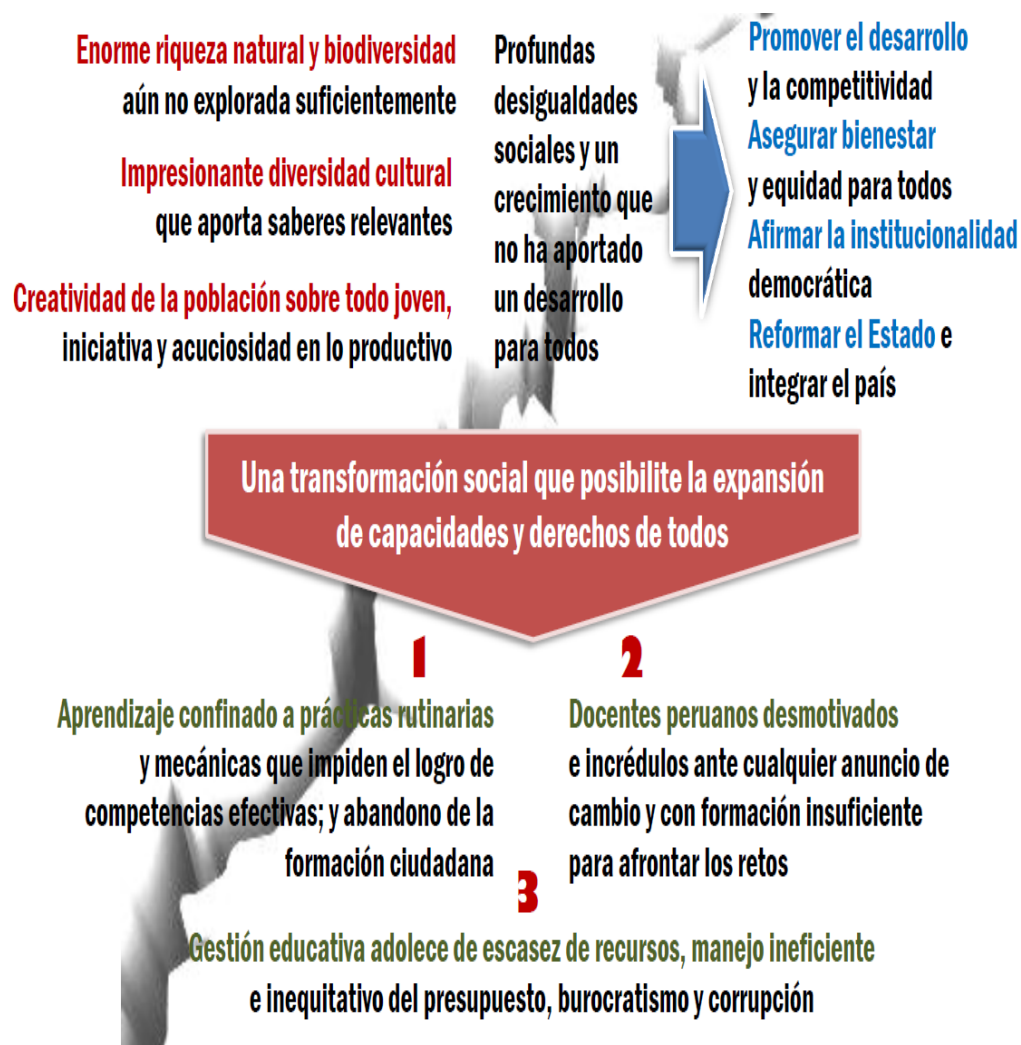 Enorme riqueza natural y biodiversidad
aún no explorada suficientemente
Impresionante diversidad cultural
que aporta saberes relevantes
Creatividad de la población sobre todo joven,
iniciativa y acuciosidad en lo productivo
Profundas
desigualdades
sociales y un
crecimiento que
no ha aportado
un desarrollo
para todos
Promover el desarrollo
y la competitividad
Asegurar bienestar
y equidad para todos
Afirmar la institucionalidad
democrática
Reformar el Estado e
integrar el país
Una transformación social que posibilite la expansión
de capacidades y derechos de todos
1
Aprendizaje confinado a prácticas rutinarias
y mecánicas que impiden el logro de
competencias efectivas; y abandono de la
formación ciudadana
2
Docentes peruanos desmotivados
e incrédulos ante cualquier anuncio de
cambio y con formación insuficiente
para afrontar los retos
3
Gestión educativa adolece de escasez de recursos, manejo ineficiente
e inequitativo del presupuesto, burocratismo y corrupción